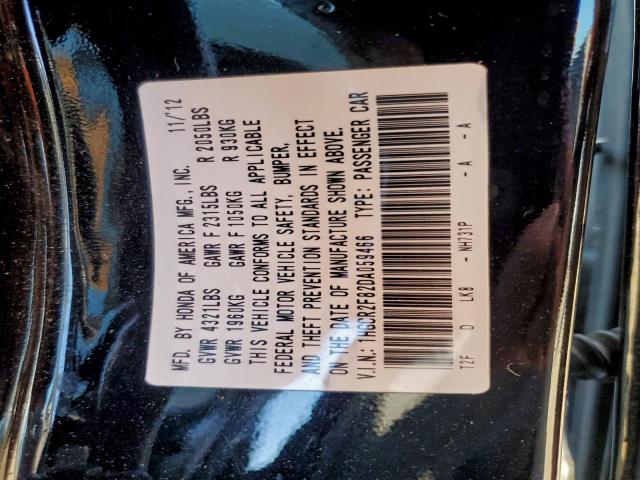 MFD. BY HONDA OF AMERICA MFG., INC. 11/12
GVWR 4321LBS GAWR F 2315LBS R 2050LBS
GVWR 1960KG GAWR F 1050KG R 930KG
THIS VEHICLE CONFORMS TO ALL APPLICABLE
FEDERAL MOTOR VEHICLE SAFETY, BUMPER,
AND THEFT PREVENTION STANDARDS IN EFFECT
ON THE DATE OF MANUFACTURE SHOWN ABOVE.
V.I.N.: 1HGCR2F82DA059466 TYPE: PASSENGER CAR
T2F D LK8 - NH731P - A - A